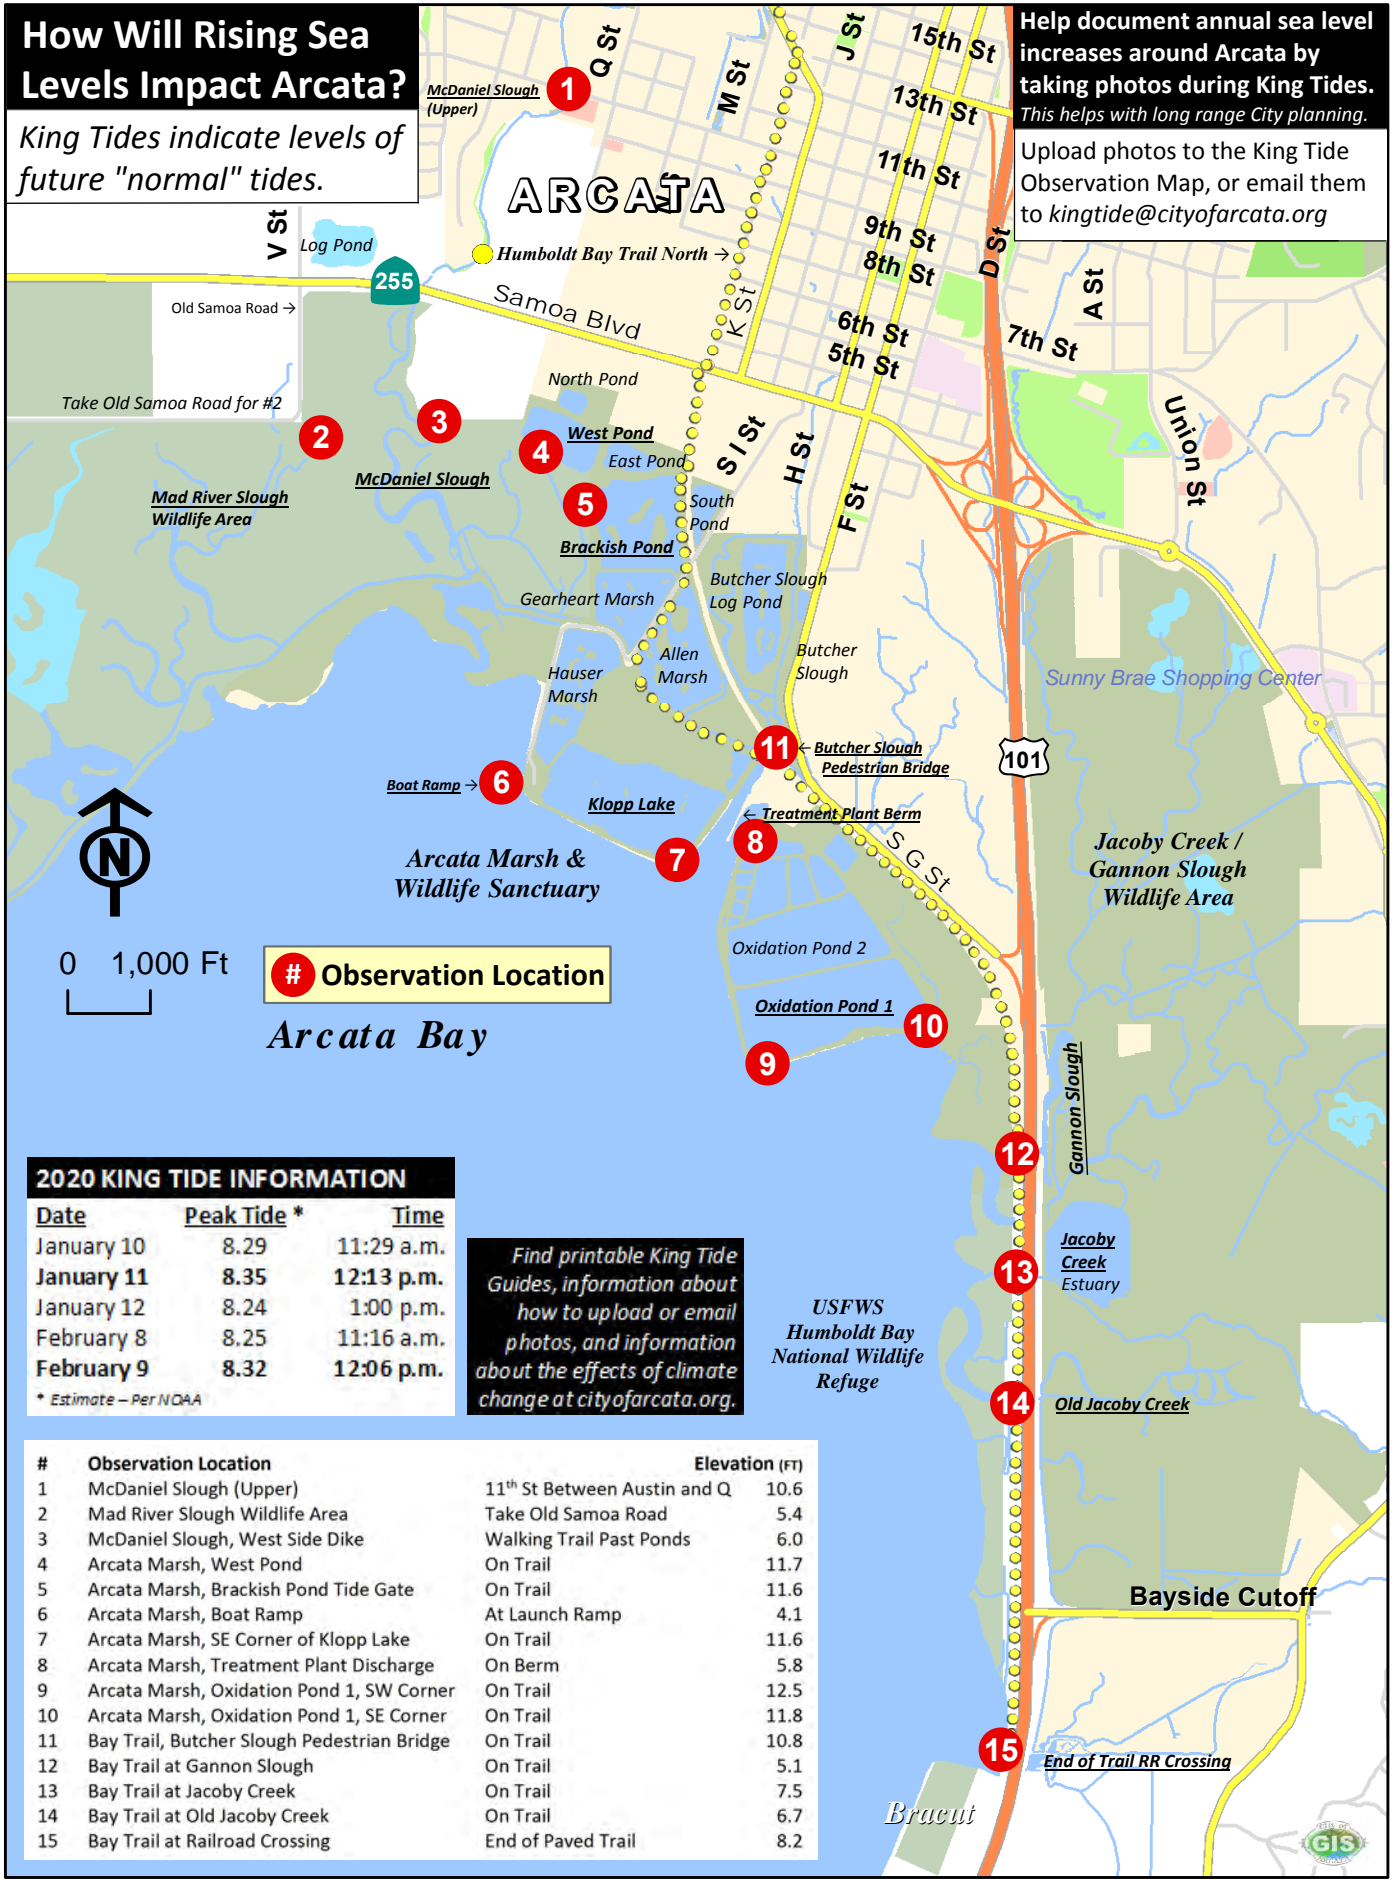 How Will Rising Sea
Levels Impact Arcata?
King Tides indicate levels of
future "normal" tides.
Help document annual sea level
increases around Arcata by
taking photos during King Tides.
This helps with long range City planning.
Upload photos to the King Tide
Observation Map, or email them
to kingtide@cityofarcata.org
McDaniel Slough
(Upper)
1
Q St
M St
J St
15th St
13th St
11th St
9th St
8th St
6th St
5th St
7th St
D St
A St
Union St
ARCATA
V St
Log Pond
255
Humboldt Bay Trail North →
K St
Samoa Blvd
Old Samoa Road →
Take Old Samoa Road for #2
2
3
McDaniel Slough
Mad River Slough
Wildlife Area
North Pond
4
West Pond
East Pond
5
Brackish Pond
South
Pond
S I St
H St
F St
Gearheart Marsh
Butcher Slough
Log Pond
Allen
Marsh
Hauser
Marsh
Butcher
Slough
Sunny Brae Shopping Center
101
11
← Butcher Slough
Pedestrian Bridge
Boat Ramp →
6
Klopp Lake
7
← Treatment Plant Berm
8
S G St
N
Arcata Marsh &
Wildlife Sanctuary
Jacoby Creek /
Gannon Slough
Wildlife Area
0 1,000 Ft
# Observation Location
Arcata Bay
Oxidation Pond 2
Oxidation Pond 1
9
10
Gannon Slough
12
13
Jacoby
Creek
Estuary
USFWS
Humboldt Bay
National Wildlife
Refuge
14
Old Jacoby Creek
Bayside Cutoff
15
End of Trail RR Crossing
Bracut
2020 KING TIDE INFORMATION
Date Peak Tide * Time
January 10 8.29 11:29 a.m.
January 11 8.35 12:13 p.m.
January 12 8.24 1:00 p.m.
February 8 8.25 11:16 a.m.
February 9 8.32 12:06 p.m.
* Estimate – Per NOAA
Find printable King Tide
Guides, information about
how to upload or email
photos, and information
about the effects of climate
change at cityofarcata.org.
# Observation Location Elevation (FT)
1 McDaniel Slough (Upper) 11th St Between Austin and Q 10.6
2 Mad River Slough Wildlife Area Take Old Samoa Road 5.4
3 McDaniel Slough, West Side Dike Walking Trail Past Ponds 6.0
4 Arcata Marsh, West Pond On Trail 11.7
5 Arcata Marsh, Brackish Pond Tide Gate On Trail 11.6
6 Arcata Marsh, Boat Ramp At Launch Ramp 4.1
7 Arcata Marsh, SE Corner of Klopp Lake On Trail 11.6
8 Arcata Marsh, Treatment Plant Discharge On Berm 5.8
9 Arcata Marsh, Oxidation Pond 1, SW Corner On Trail 12.5
10 Arcata Marsh, Oxidation Pond 1, SE Corner On Trail 11.8
11 Bay Trail, Butcher Slough Pedestrian Bridge On Trail 10.8
12 Bay Trail at Gannon Slough On Trail 5.1
13 Bay Trail at Jacoby Creek On Trail 7.5
14 Bay Trail at Old Jacoby Creek On Trail 6.7
15 Bay Trail at Railroad Crossing End of Paved Trail 8.2
GIS